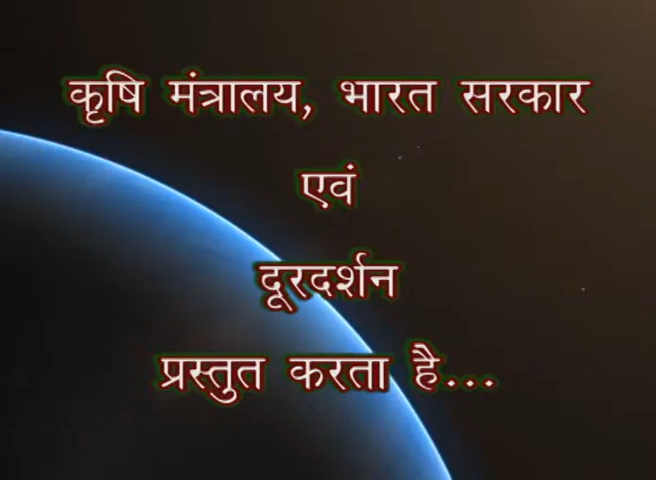 कृषि मंत्रालय, भारत सरकार
एवं
दूरदर्शन
प्रस्तुत करता है...